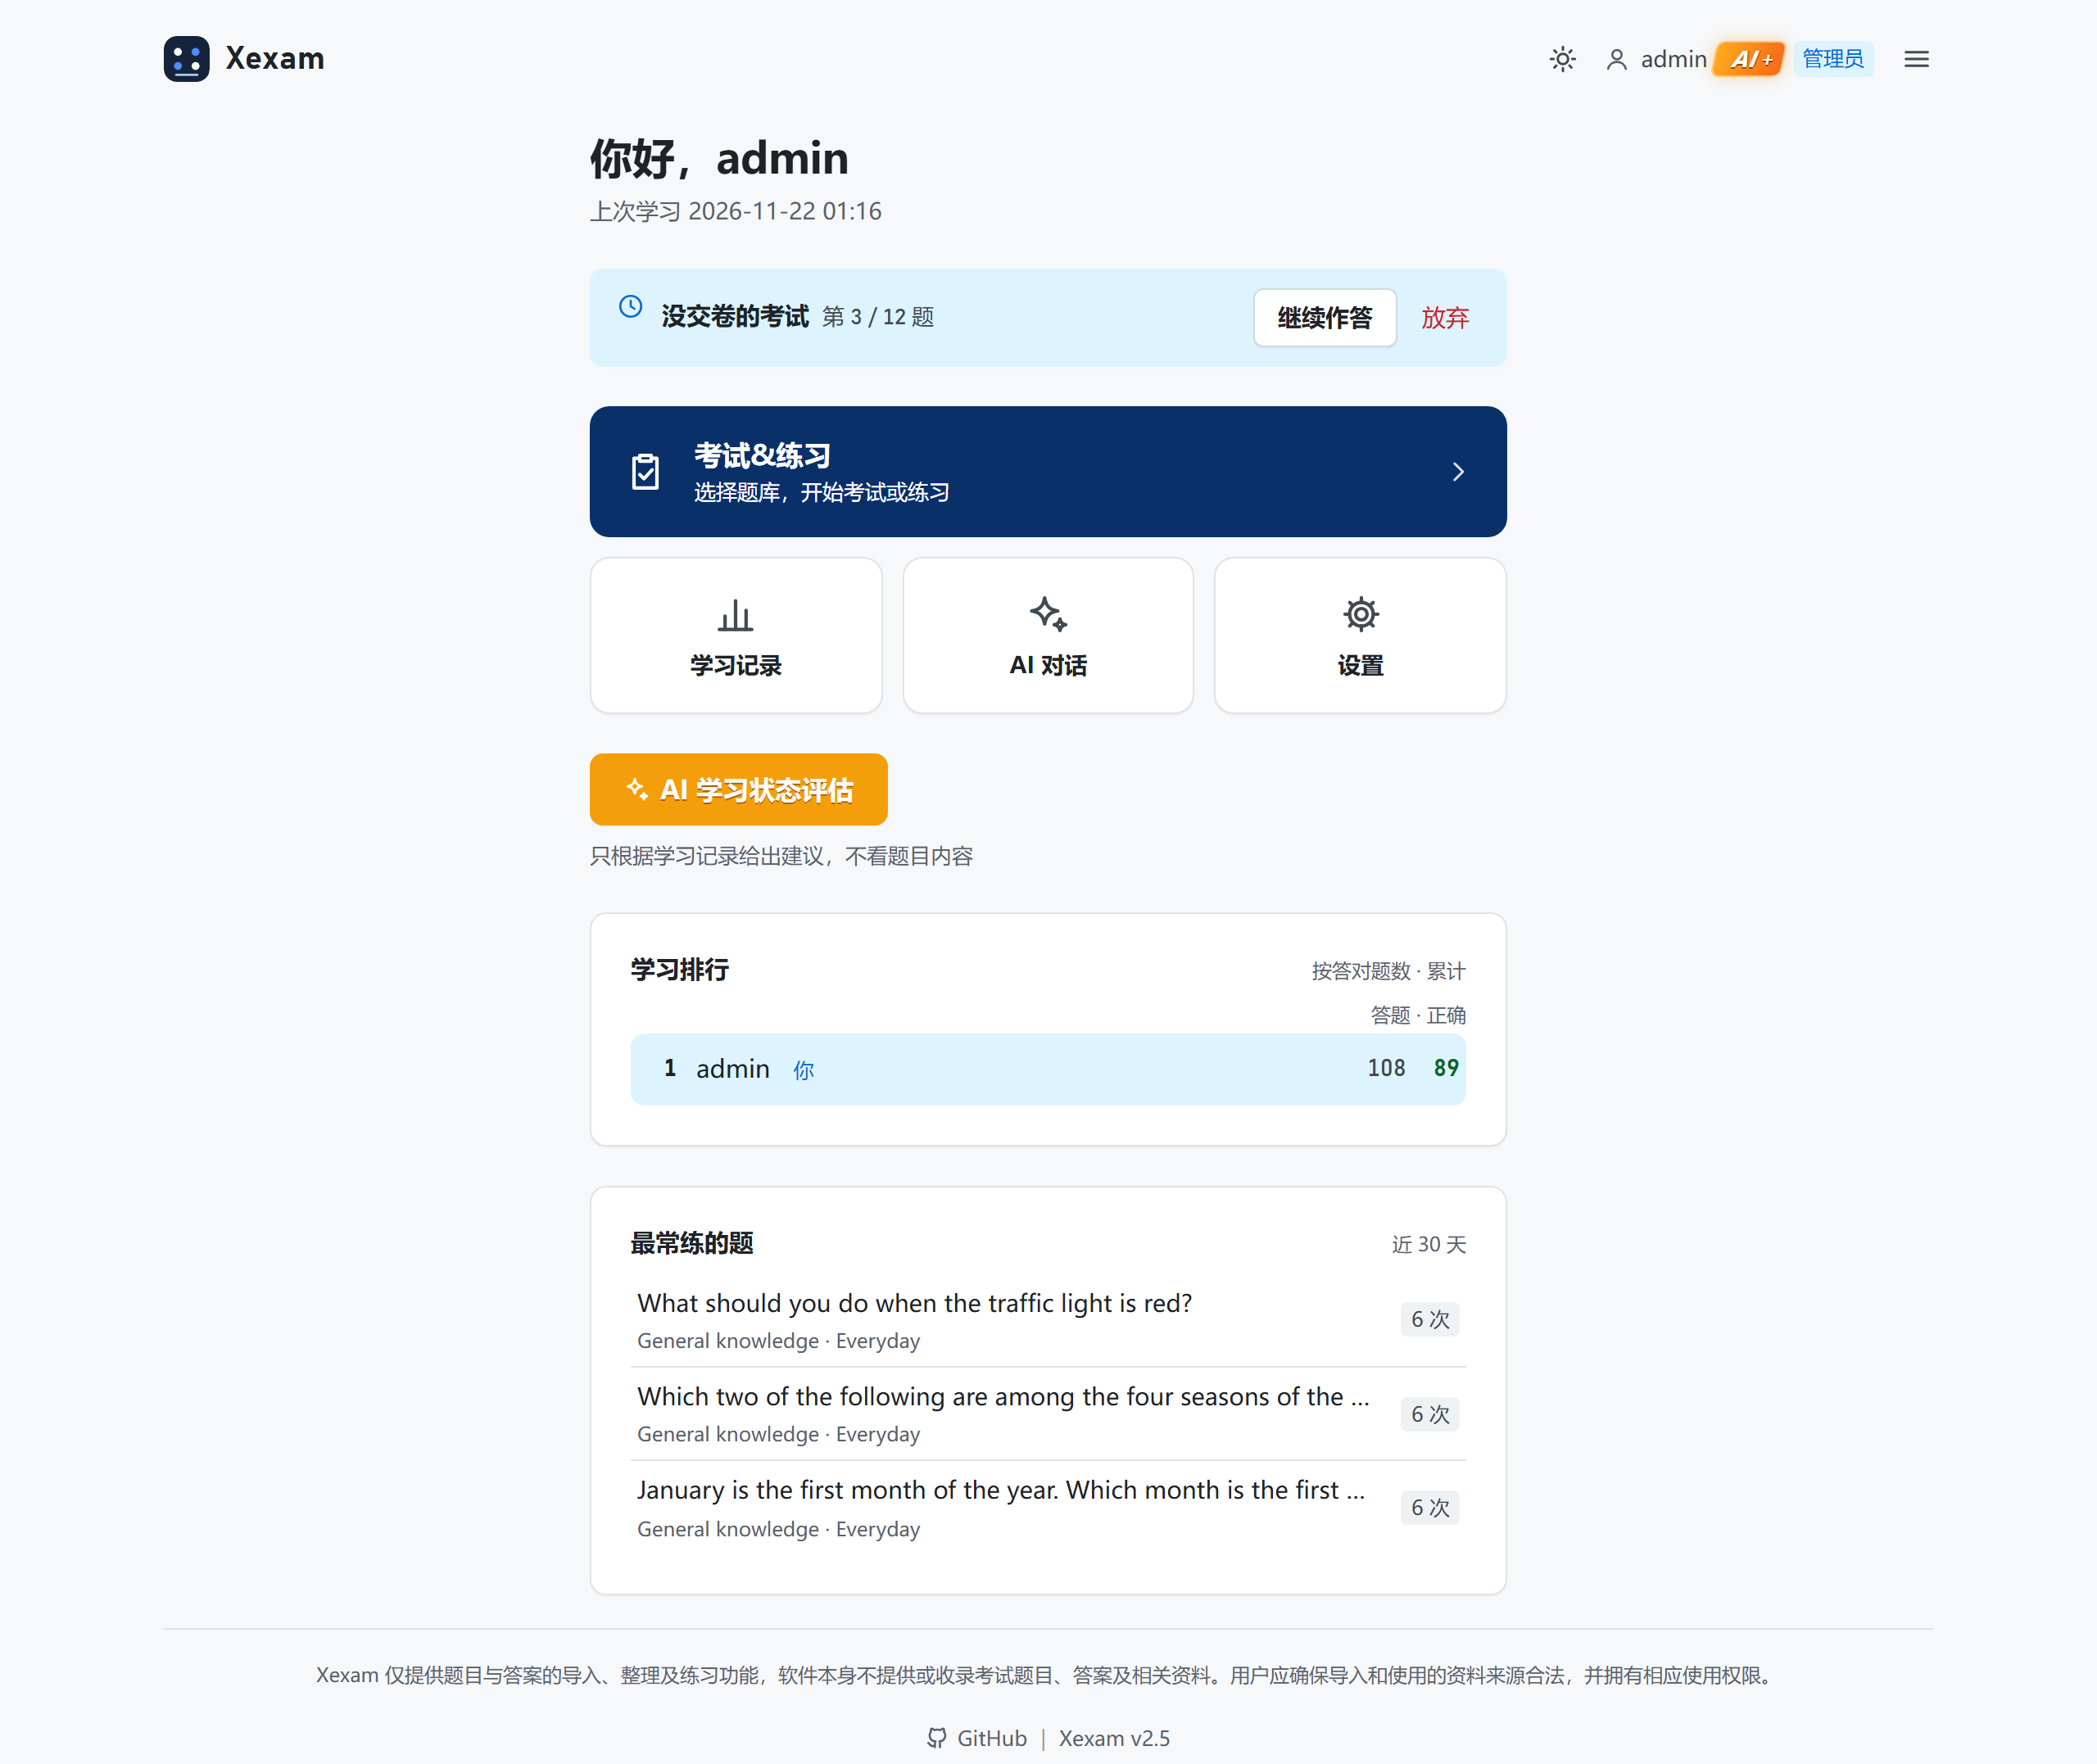 Xexam
admin AI+ 管理员
你好，admin
上次学习 2026-11-22 01:16
没交卷的考试 第 3 / 12 题 继续作答 放弃
考试&练习
选择题库，开始考试或练习
学习记录 AI 对话 设置
AI 学习状态评估
只根据学习记录给出建议，不看题目内容
学习排行 按答对题数 · 累计
答题 · 正确
1 admin 你 108 89
最常练的题 近 30 天
What should you do when the traffic light is red?
General knowledge · Everyday
6 次
Which two of the following are among the four seasons of the ...
General knowledge · Everyday
6 次
January is the first month of the year. Which month is the first ...
General knowledge · Everyday
6 次
Xexam 仅提供题目与答案的导入、整理及练习功能，软件本身不提供或收录考试题目、答案及相关资料。用户应确保导入和使用的资料来源合法，并拥有相应使用权限。
GitHub | Xexam v2.5